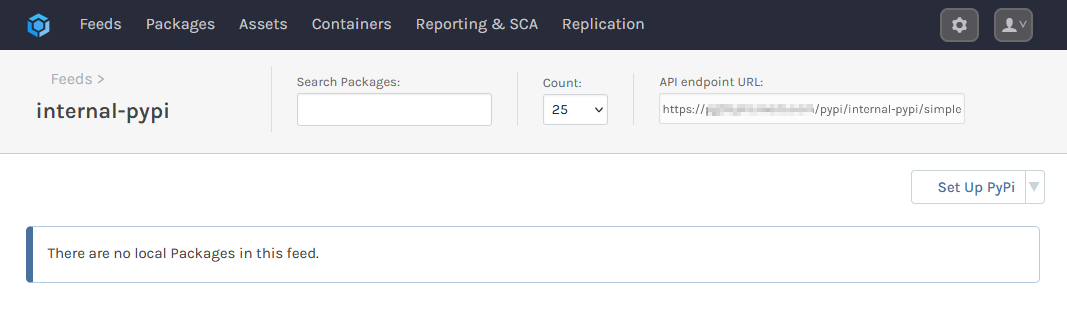 Feeds Packages Assets Containers Reporting & SCA Replication
Feeds >
internal-pypi
Search Packages:
Count:
25
API endpoint URL:
https:// /pypi/internal-pypi/simple
Set Up PyPi
There are no local Packages in this feed.